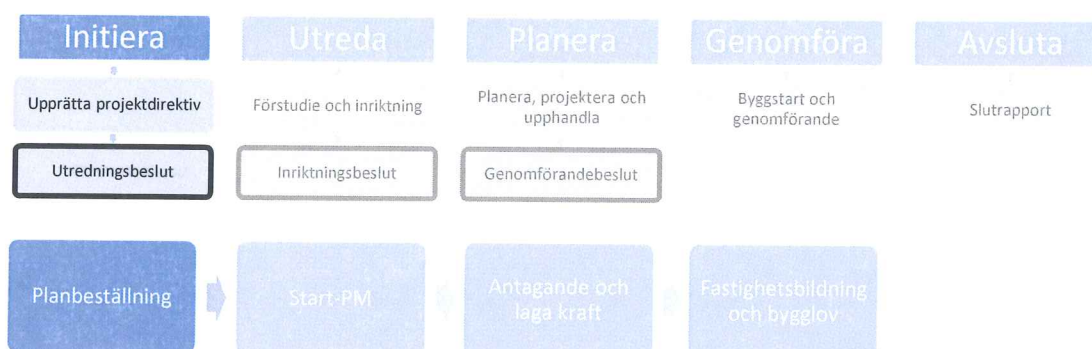 Initiera
Utreda
Planera
Genomföra
Avsluta
Upprätta projektdirektiv
Förstudie och inriktning
Planera, projektera och
upphandla
Byggstart och
genomförande
Slutrapport
Utredningsbeslut
Inriktningsbeslut
Genomförandebeslut
Planbeställning
Start-PM
Antagande och
laga kraft
Fastighetsbildning
och bygglov